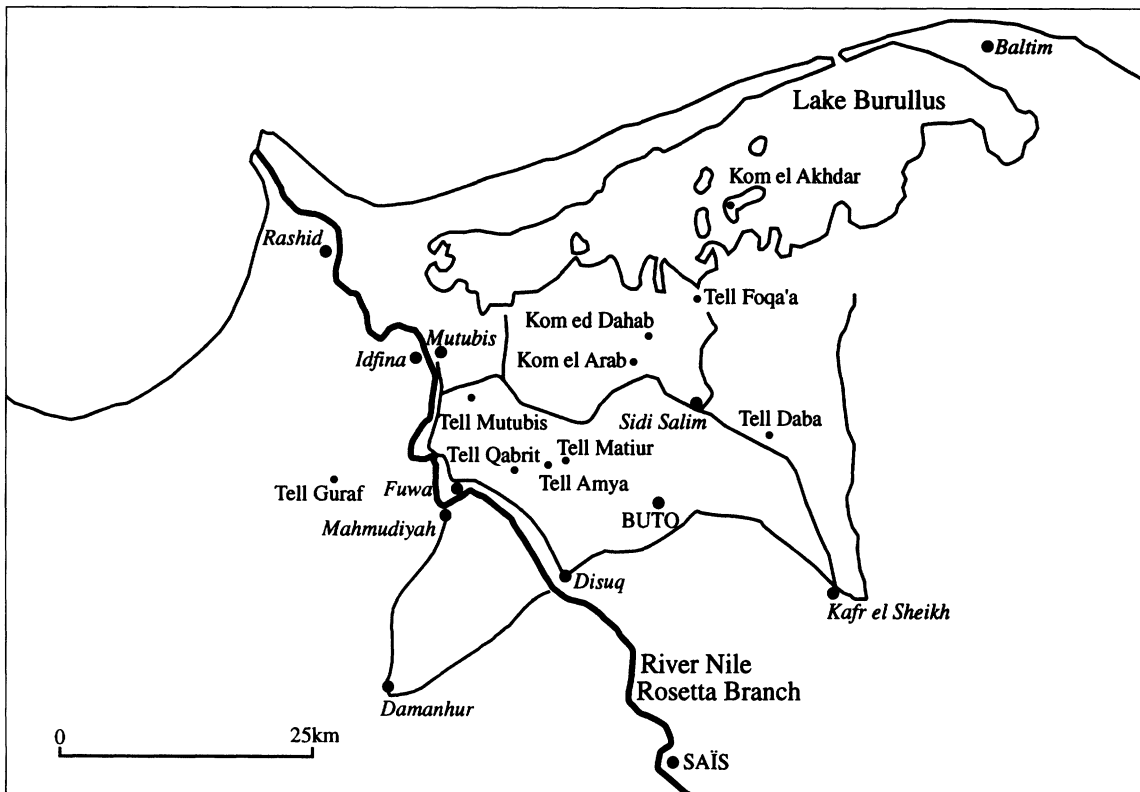 Baltim
Lake Burullus
Kom el Akhdar
Rashid
Tell Foqa'a
Kom ed Dahab
Mutubis
Idfina
Kom el Arab
Tell Mutubis
Sidi Salim
Tell Daba
Tell Qabrit
Tell Matiur
Tell Amya
Tell Guraf
Fuwa
BUTO
Mahmudiyah
Disuq
Kafr el Sheikh
River Nile
Rosetta Branch
Damanhur
0
25km
SAÏS